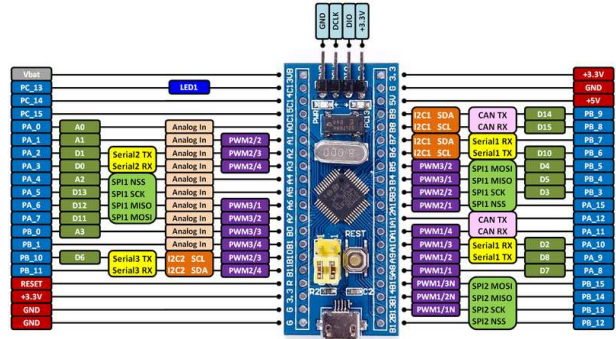 GND DCLK DIO +3.3V
Vbat
PC_13 LED1
PC_14
PC_15
PA_0 A0 Analog In
PA_1 A1 Analog In PWM2/2
PA_2 D1 Serial2 TX Analog In PWM2/3
PA_3 D0 Serial2 RX Analog In PWM2/4
PA_4 A2 SPI1 NSS Analog In
PA_5 D13 SPI1 SCK Analog In
PA_6 D12 SPI1 MISO Analog In PWM3/1
PA_7 D11 SPI1 MOSI Analog In PWM3/2
PB_0 A3 Analog In PWM3/3
PB_1 Analog In PWM3/4
PB_10 D6 Serial3 TX I2C2 SCL PWM2/3
PB_11 Serial3 RX I2C2 SDA PWM2/4
RESET
+3.3V
GND
GND
PWR PC13
8.000
REST
+3.3V
GND
+5V
I2C1 SDA CAN TX D14 PB_9
I2C1 SCL CAN RX D15 PB_8
I2C1 SDA Serial1 RX PB_7
I2C1 SCL Serial1 TX D10 PB_6
PWM3/2 SPI1 MOSI D4 PB_5
PWM3/1 SPI1 MISO D5 PB_4
PWM2/2 SPI1 SCK D3 PB_3
PWM2/1 SPI1 NSS PA_15
CAN TX PA_12
PWM1/4 CAN RX PA_11
PWM1/3 Serial1 RX D2 PA_10
PWM1/2 Serial1 TX D8 PA_9
PWM1/1 D7 PA_8
PWM1/3N SPI2 MOSI PB_15
PWM1/2N SPI2 MISO PB_14
PWM1/1N SPI2 SCK PB_13
SPI2 NSS PB_12